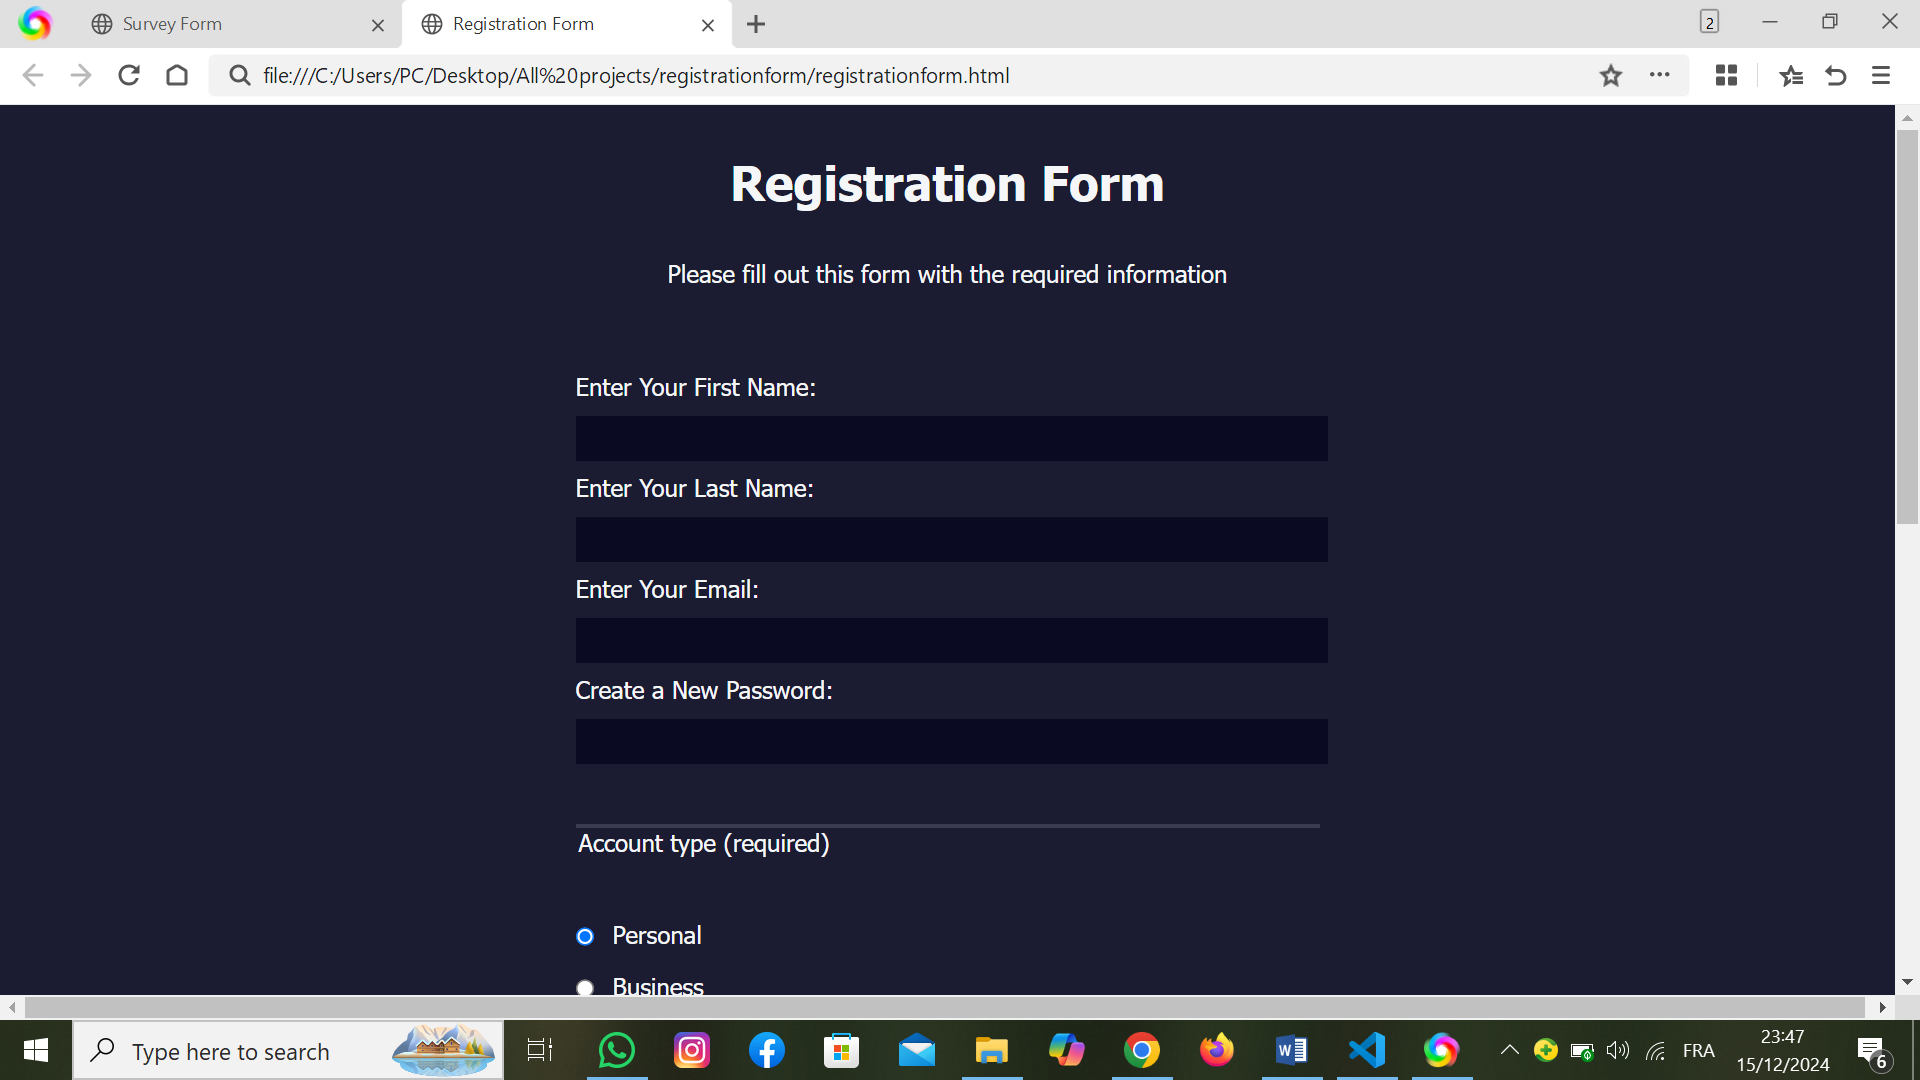 Survey Form
Registration Form
2
file:///C:/Users/PC/Desktop/All%20projects/registrationform/registrationform.html
Registration Form
Please fill out this form with the required information
Enter Your First Name:
Enter Your Last Name:
Enter Your Email:
Create a New Password:
Account type (required)
Personal
Business
Type here to search
FRA
23:47
15/12/2024
6